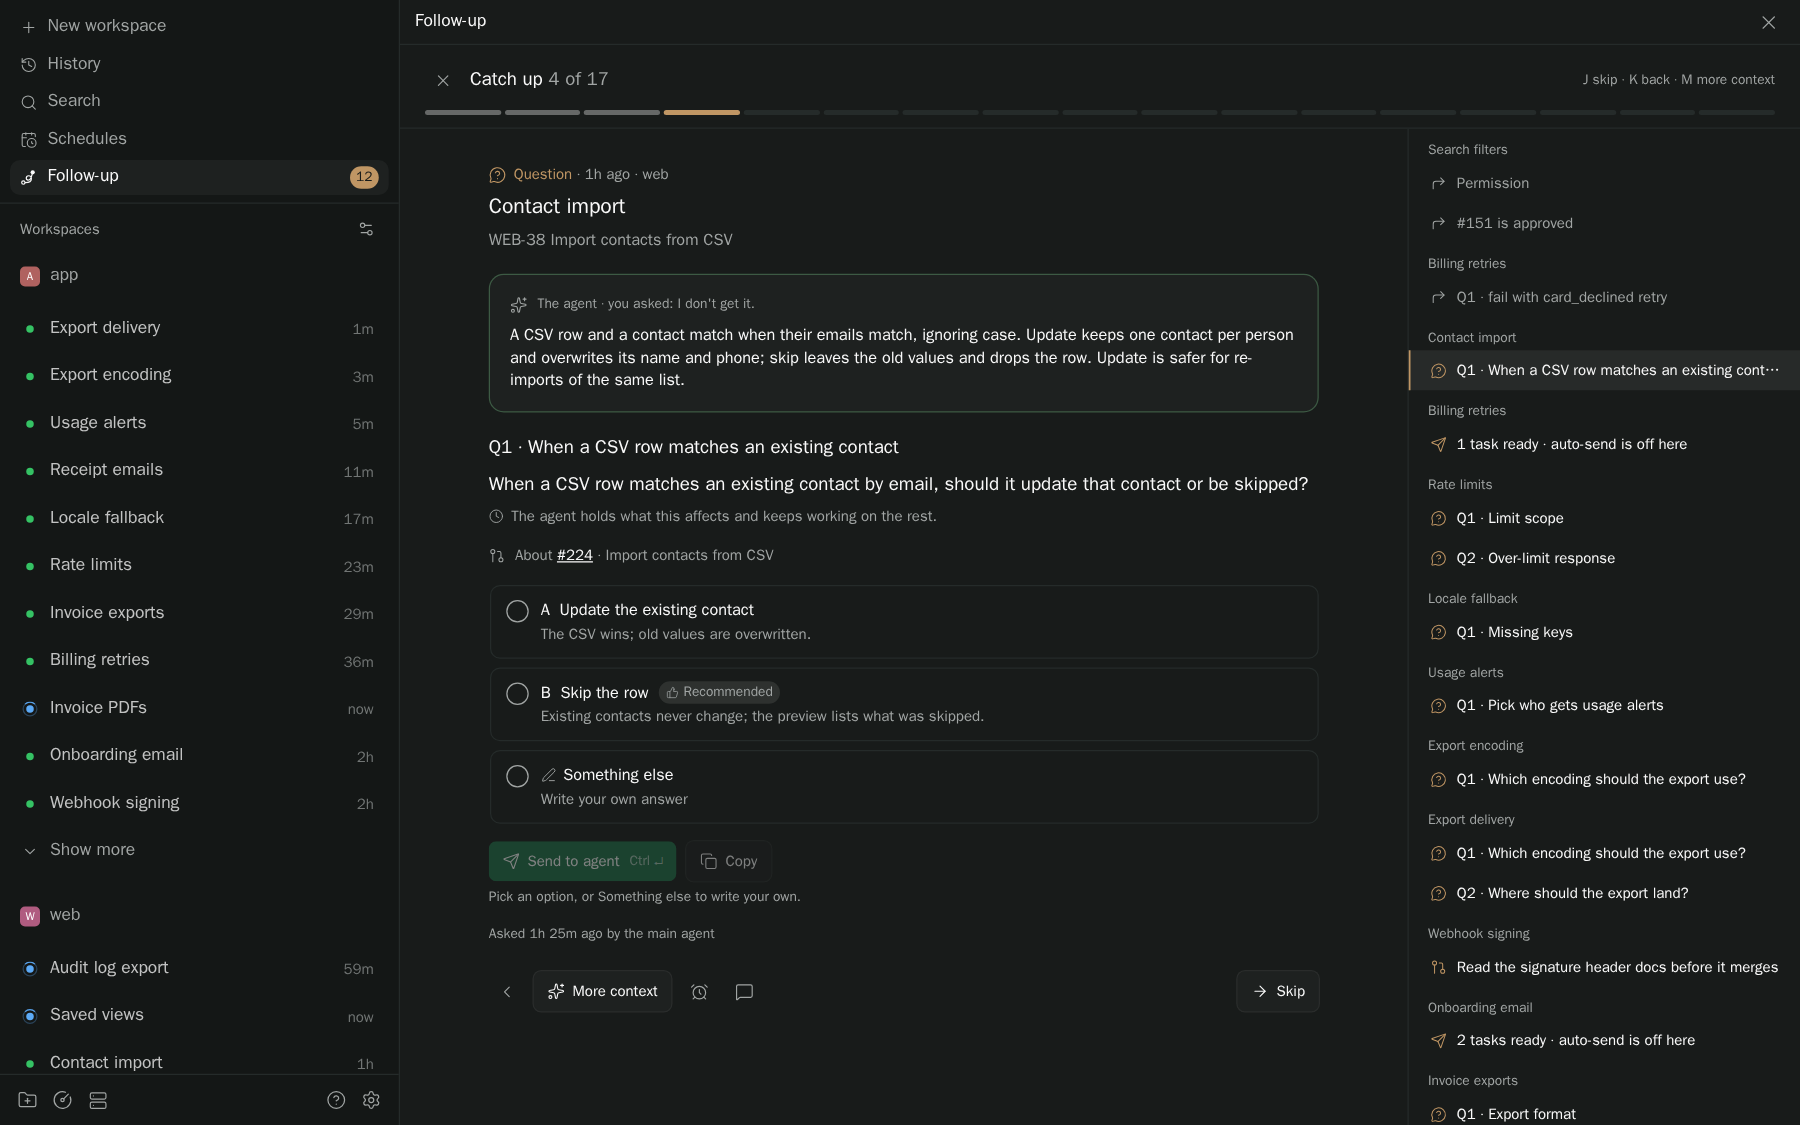 New workspace
History
Search
Schedules
Follow-up 12
Workspaces
A app
Export delivery 1m
Export encoding 3m
Usage alerts 5m
Receipt emails 11m
Locale fallback 17m
Rate limits 23m
Invoice exports 29m
Billing retries 36m
Invoice PDFs now
Onboarding email 2h
Webhook signing 2h
Show more
W web
Audit log export 59m
Saved views now
Contact import 1h
Follow-up
Catch up 4 of 17
J skip · K back · M more context
Question · 1h ago · web
Contact import
WEB-38 Import contacts from CSV
The agent · you asked: I don't get it.
A CSV row and a contact match when their emails match, ignoring case. Update keeps one contact per person
and overwrites its name and phone; skip leaves the old values and drops the row. Update is safer for re-
imports of the same list.
Q1 · When a CSV row matches an existing contact
When a CSV row matches an existing contact by email, should it update that contact or be skipped?
The agent holds what this affects and keeps working on the rest.
About #224 · Import contacts from CSV
A Update the existing contact
The CSV wins; old values are overwritten.
B Skip the row Recommended
Existing contacts never change; the preview lists what was skipped.
Something else
Write your own answer
Send to agent Ctrl ↵
Copy
Pick an option, or Something else to write your own.
Asked 1h 25m ago by the main agent
More context
Skip
Search filters
Permission
#151 is approved
Billing retries
Q1 · fail with card_declined retry
Contact import
Q1 · When a CSV row matches an existing cont···
Billing retries
1 task ready · auto-send is off here
Rate limits
Q1 · Limit scope
Q2 · Over-limit response
Locale fallback
Q1 · Missing keys
Usage alerts
Q1 · Pick who gets usage alerts
Export encoding
Q1 · Which encoding should the export use?
Export delivery
Q1 · Which encoding should the export use?
Q2 · Where should the export land?
Webhook signing
Read the signature header docs before it merges
Onboarding email
2 tasks ready · auto-send is off here
Invoice exports
Q1 · Export format